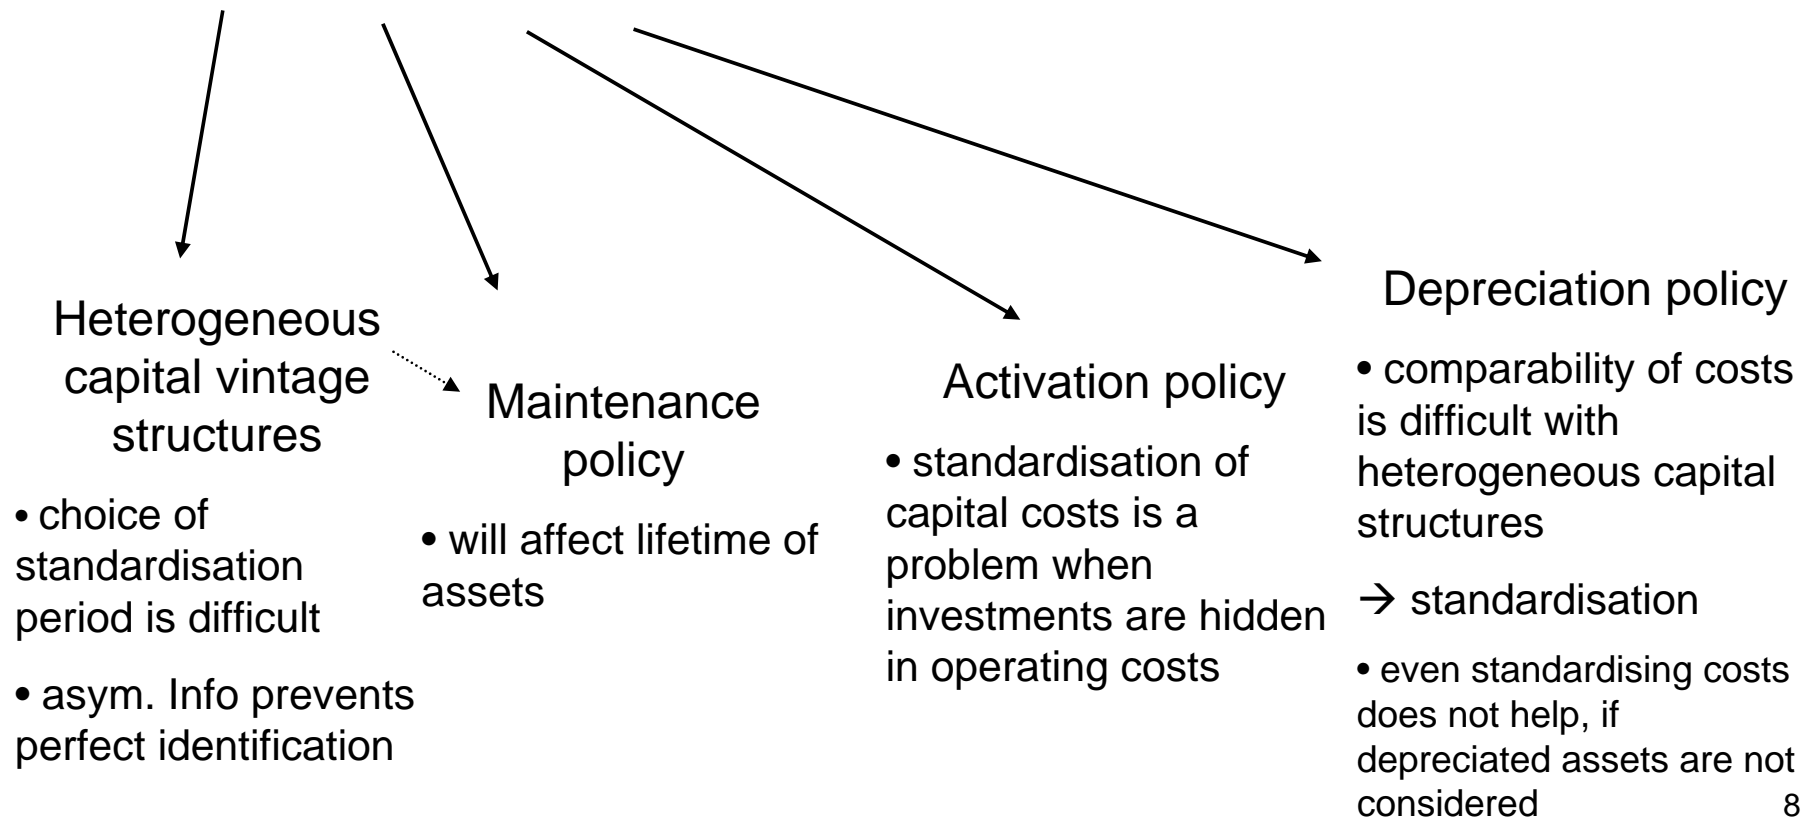 Heterogeneous
capital vintage
structures
• choice of
standardisation
period is difficult
• asym. Info prevents
perfect identification
Maintenance
policy
• will affect lifetime of
assets
Activation policy
• standardisation of
capital costs is a
problem when
investments are hidden
in operating costs
Depreciation policy
• comparability of costs
is difficult with
heterogeneous capital
structures
→ standardisation
• even standardising costs
does not help, if
depreciated assets are not
considered
8